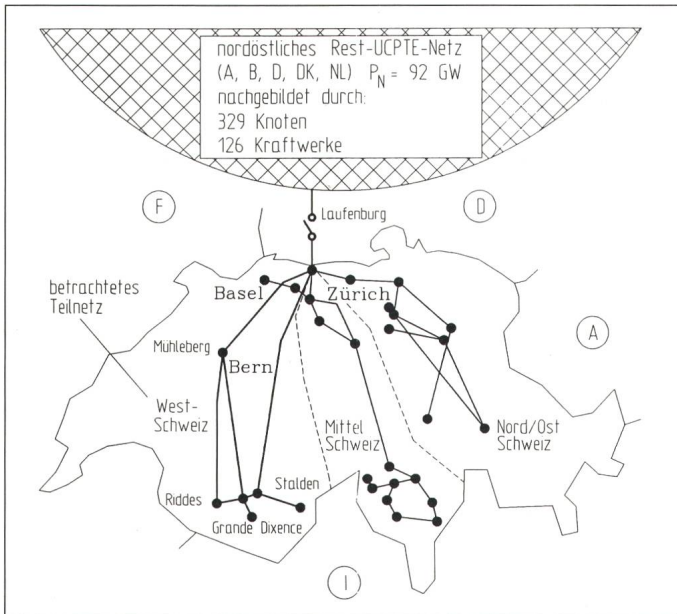 nordöstliches Rest-UCPTE-Netz
(A, B, D, DK, NL) P_N = 92 GW
nachgebildet durch:
329 Knoten
126 Kraftwerke
F
D
Laufenburg
betrachtetes
Teilnetz
Basel
Zürich
A
Mühleberg
Bern
West-
Schweiz
Mittel
Schweiz
Nord/Ost
Schweiz
Stalden
Riddes
Grande Dixence
I